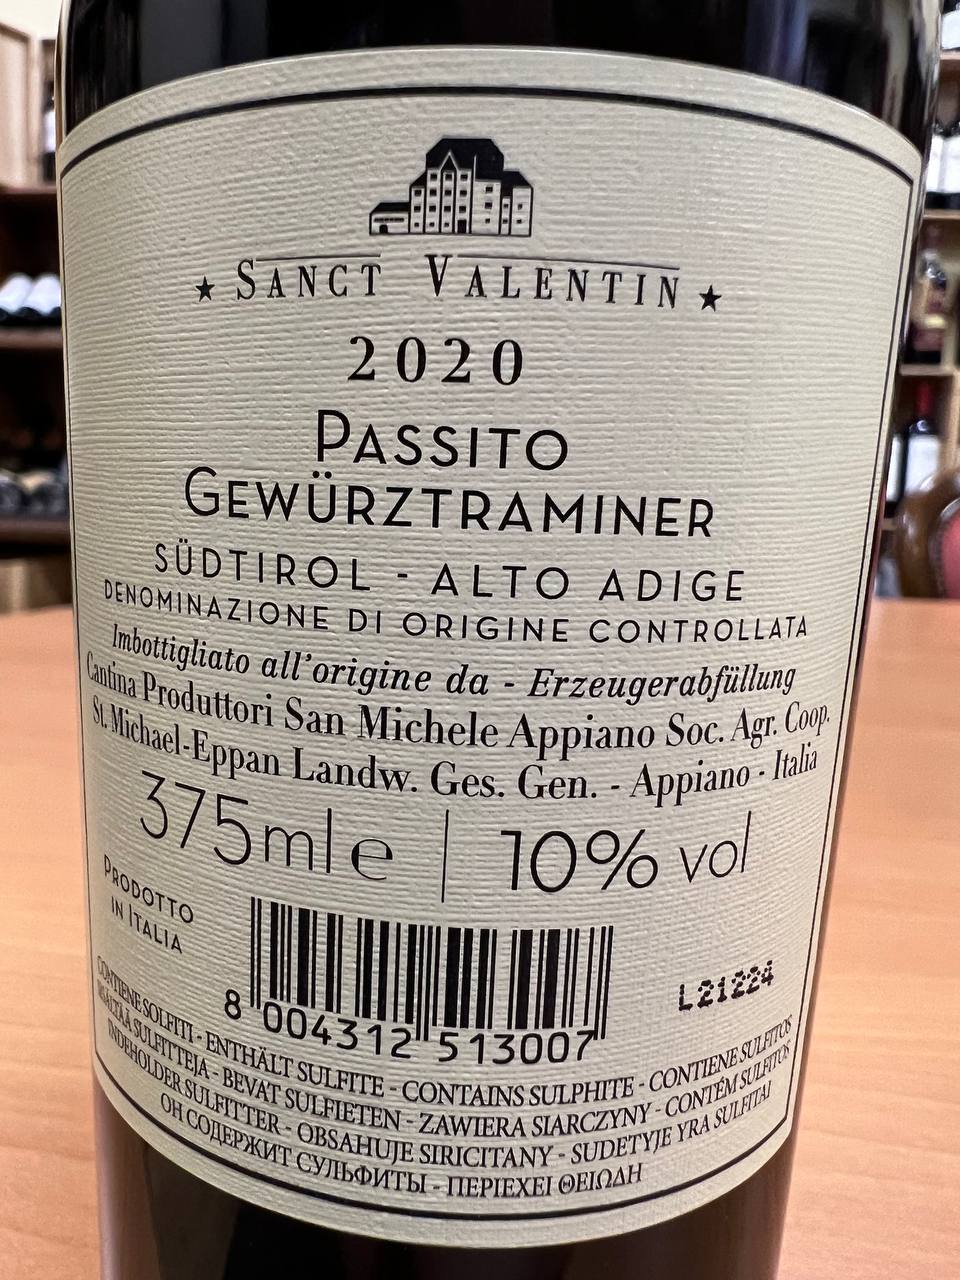 ★ SANCT VALENTIN ★
2020
PASSITO
GEWÜRZTRAMINER
SÜDTIROL - ALTO ADIGE
DENOMINAZIONE DI ORIGINE CONTROLLATA
Imbottigliato all'origine da - Erzeugerabfüllung
Cantina Produttori San Michele Appiano Soc. Agr. Coop.
St. Michael-Eppan Landw. Ges. Gen. - Appiano - Italia
375ml e | 10% vol
PRODOTTO
IN ITALIA
L21224
8 004312 513007
CONTIENE SOLFITI - ENTHÄLT SULFITE - CONTAINS SULPHITE - CONTIENE SULFITOS
SISÄLTÄÄ SULFITTEJA - BEVAT SULFIETEN - ZAWIERA SIARCZYNY - CONTÉM SULFITOS
INDEHOLDER SULFITTER - OBSAHUJE SIRICITANY - SUDETYJE YRA SULFITAI
ОН СОДЕРЖИТ СУЛЬФИТЫ - ΠΕΡΙΕΧΕΙ ΘΕΙΩΔΗ